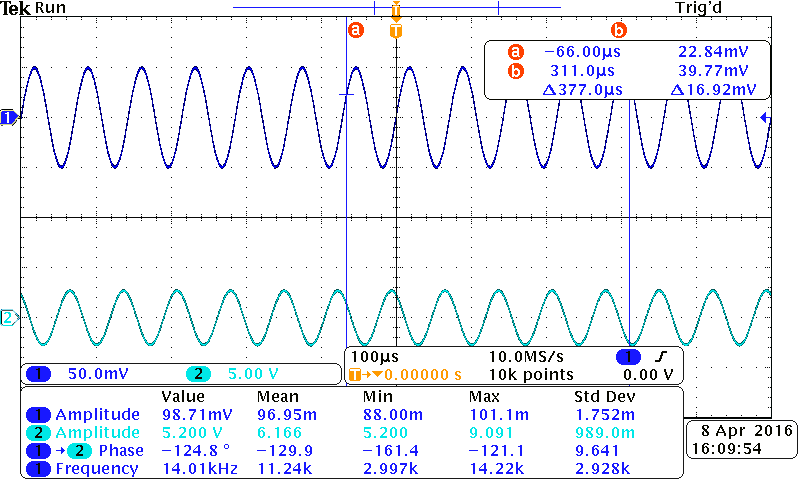 Tek Run Trig'd
T
a b
T
a −66.00µs 22.84mV
b 311.0µs 39.77mV
Δ377.0µs Δ16.92mV
1
2
1 50.0mV 2 5.00 V
100µs 10.0MS/s 1
T→▼0.00000 s 10k points 0.00 V
Value Mean Min Max Std Dev
1 Amplitude 98.71mV 96.95m 88.00m 101.1m 1.752m
2 Amplitude 5.200 V 6.166 5.200 9.091 989.0m
1 → 2 Phase −124.8 ° −129.9 −161.4 −121.1 9.641
1 Frequency 14.01kHz 11.24k 2.997k 14.22k 2.928k
8 Apr 2016
16:09:54